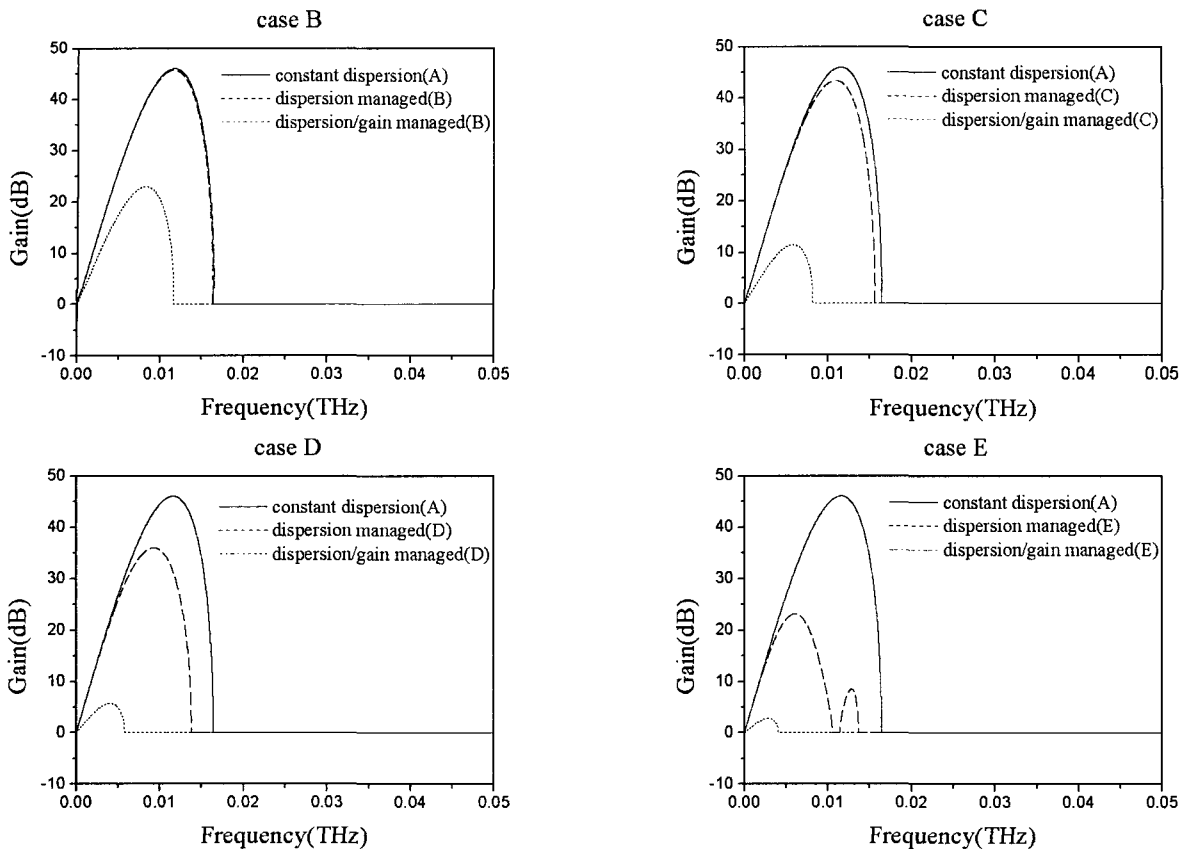 case B
50
40
30
20
10
0
-10
Gain(dB)
constant dispersion(A)
dispersion managed(B)
dispersion/gain managed(B)
0.00 0.01 0.02 0.03 0.04 0.05
Frequency(THz)
case C
50
40
30
20
10
0
-10
Gain(dB)
constant dispersion(A)
dispersion managed(C)
dispersion/gain managed(C)
0.00 0.01 0.02 0.03 0.04 0.05
Frequency(THz)
case D
50
40
30
20
10
0
-10
Gain(dB)
constant dispersion(A)
dispersion managed(D)
dispersion/gain managed(D)
0.00 0.01 0.02 0.03 0.04 0.05
Frequency(THz)
case E
50
40
30
20
10
0
-10
Gain(dB)
constant dispersion(A)
dispersion managed(E)
dispersion/gain managed(E)
0.00 0.01 0.02 0.03 0.04 0.05
Frequency(THz)